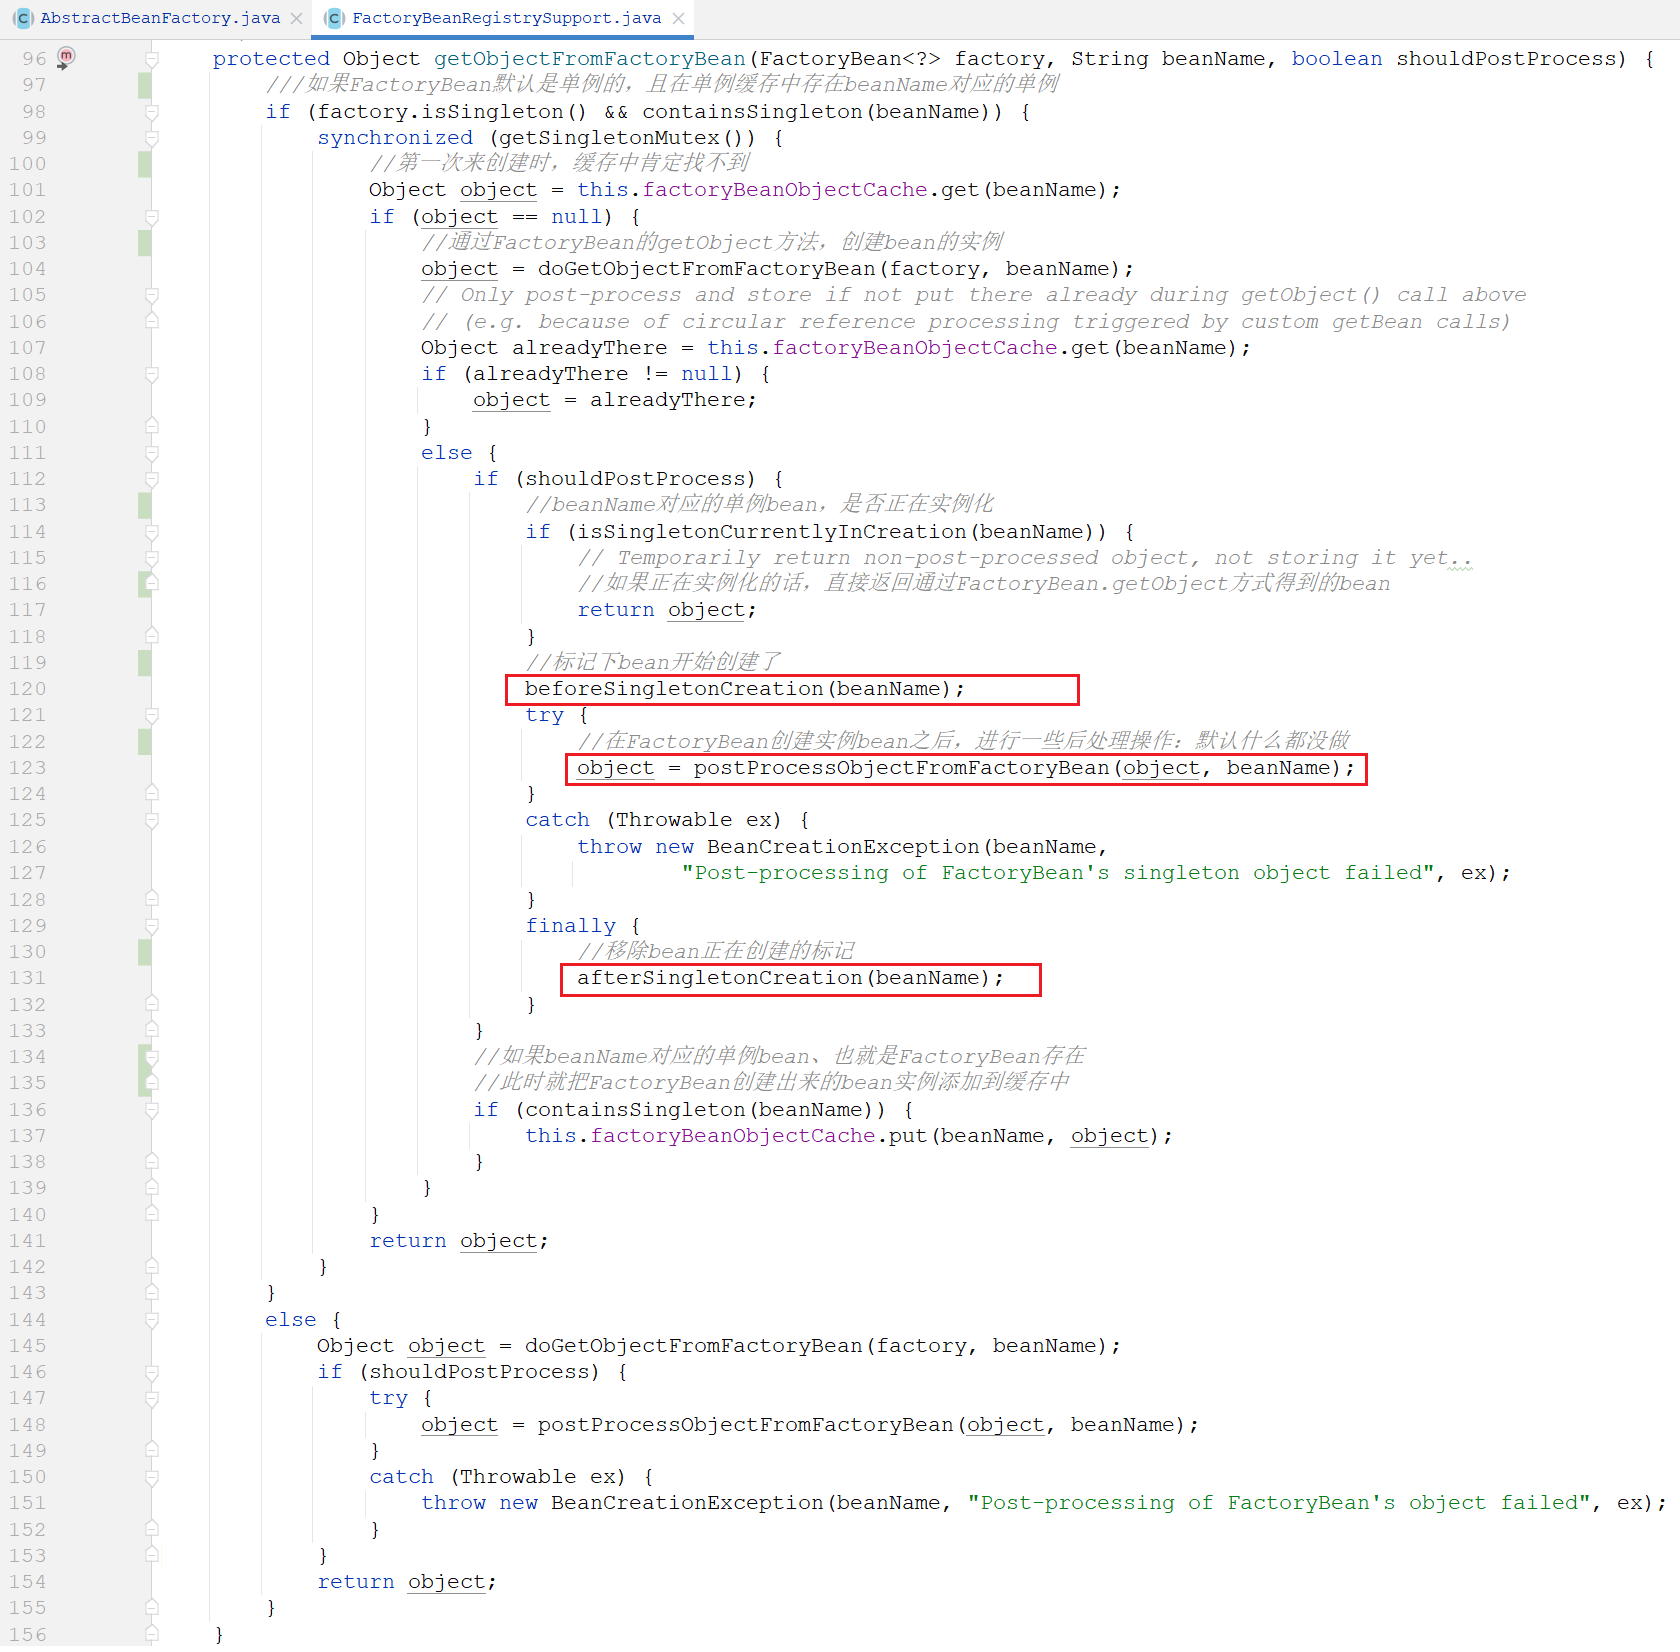 AbstractBeanFactory.java FactoryBeanRegistrySupport.java
96 protected Object getObjectFromFactoryBean(FactoryBean<?> factory, String beanName, boolean shouldPostProcess) {
97 ///如果FactoryBean默认是单例的，且在单例缓存中存在beanName对应的单例
98 if (factory.isSingleton() && containsSingleton(beanName)) {
99 synchronized (getSingletonMutex()) {
100 //第一次来创建时，缓存中肯定找不到
101 Object object = this.factoryBeanObjectCache.get(beanName);
102 if (object == null) {
103 //通过FactoryBean的getObject方法，创建bean的实例
104 object = doGetObjectFromFactoryBean(factory, beanName);
105 // Only post-process and store if not put there already during getObject() call above
106 // (e.g. because of circular reference processing triggered by custom getBean calls)
107 Object alreadyThere = this.factoryBeanObjectCache.get(beanName);
108 if (alreadyThere != null) {
109 object = alreadyThere;
110 }
111 else {
112 if (shouldPostProcess) {
113 //beanName对应的单例bean，是否正在实例化
114 if (isSingletonCurrentlyInCreation(beanName)) {
115 // Temporarily return non-post-processed object, not storing it yet..
116 //如果正在实例化的话，直接返回通过FactoryBean.getObject方式得到的bean
117 return object;
118 }
119 //标记下bean开始创建了
120 beforeSingletonCreation(beanName);
121 try {
122 //在FactoryBean创建实例bean之后，进行一些后处理操作：默认什么都没做
123 object = postProcessObjectFromFactoryBean(object, beanName);
124 }
125 catch (Throwable ex) {
126 throw new BeanCreationException(beanName,
127 "Post-processing of FactoryBean's singleton object failed", ex);
128 }
129 finally {
130 //移除bean正在创建的标记
131 afterSingletonCreation(beanName);
132 }
133 }
134 //如果beanName对应的单例bean、也就是FactoryBean存在
135 //此时就把FactoryBean创建出来的bean实例添加到缓存中
136 if (containsSingleton(beanName)) {
137 this.factoryBeanObjectCache.put(beanName, object);
138 }
139 }
140 }
141 return object;
142 }
143 }
144 else {
145 Object object = doGetObjectFromFactoryBean(factory, beanName);
146 if (shouldPostProcess) {
147 try {
148 object = postProcessObjectFromFactoryBean(object, beanName);
149 }
150 catch (Throwable ex) {
151 throw new BeanCreationException(beanName, "Post-processing of FactoryBean's object failed", ex);
152 }
153 }
154 return object;
155 }
156 }